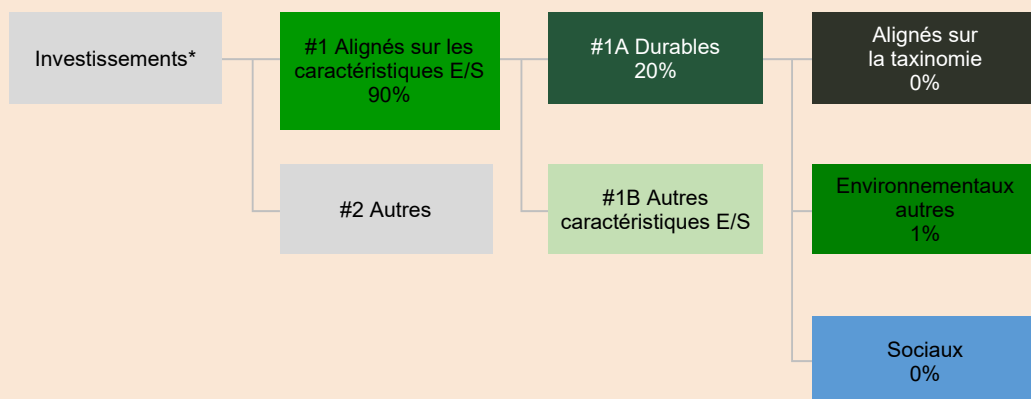 Investissements*
#1 Alignés sur les
caractéristiques E/S
90%
#1A Durables
20%
Alignés sur
la taxinomie
0%
#2 Autres
#1B Autres
caractéristiques E/S
Environnementaux
autres
1%
Sociaux
0%